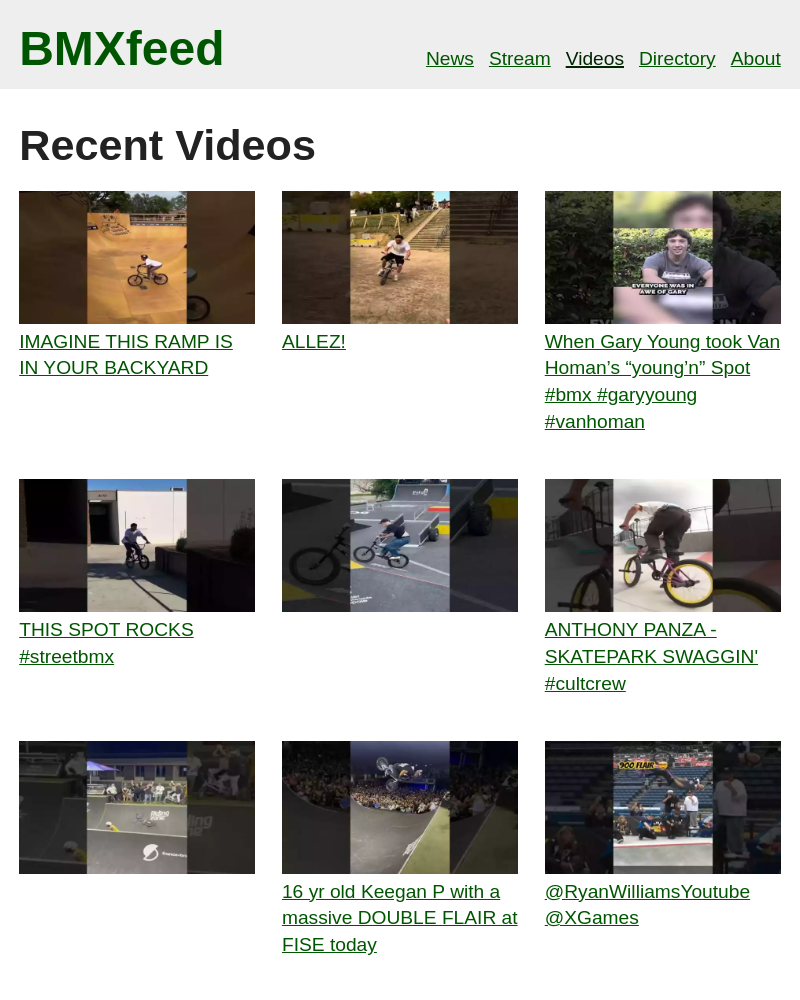 BMXfeed
News Stream Videos Directory About
Recent Videos
EVERYONE WAS IN
AWE OF GARY
IMAGINE THIS RAMP IS
IN YOUR BACKYARD
ALLEZ!
When Gary Young took Van
Homan’s “young’n” Spot
#bmx #garyyoung
#vanhoman
THIS SPOT ROCKS
#streetbmx
ANTHONY PANZA -
SKATEPARK SWAGGIN'
#cultcrew
900 FLAIR
16 yr old Keegan P with a
massive DOUBLE FLAIR at
FISE today
@RyanWilliamsYoutube
@XGames